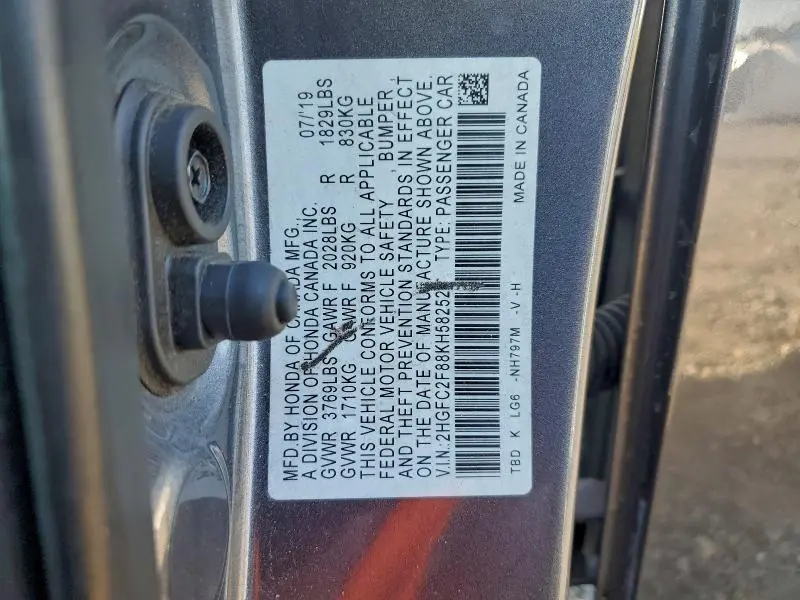 MFD.BY HONDA OF CANADA MFG., 07/'19
A DIVISION OF HONDA CANADA INC.
GVWR 3769LBS GAWR F 2028LBS R 1829LBS
GVWR 1710KG GAWR F 920KG R 830KG
THIS VEHICLE CONFORMS TO ALL APPLICABLE
FEDERAL MOTOR VEHICLE SAFETY, BUMPER,
AND THEFT PREVENTION STANDARDS IN EFFECT
ON THE DATE OF MANUFACTURE SHOWN ABOVE.
V.I.N.: TYPE: PASSENGER CAR
TBD K LG6 -NH797M -V -H MADE IN CANADA